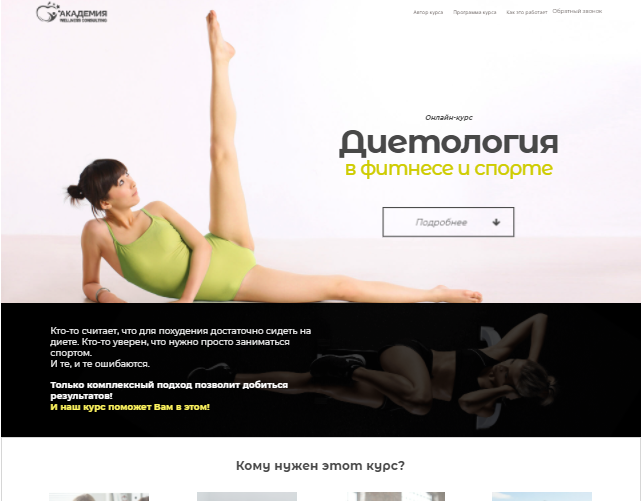 АКАДЕМИЯ
WELLNESS CONSULTING
Автор курса Программа курса Как это работает Обратный звонок
Онлайн-курс
Диетология
в фитнесе и спорте
Подробнее
Кто-то считает, что для похудения достаточно сидеть на
диете. Кто-то уверен, что нужно просто заниматься
спортом.
И те, и те ошибаются.
Только комплексный подход позволит добиться
результатов!
И наш курс поможет Вам в этом!
Кому нужен этот курс?